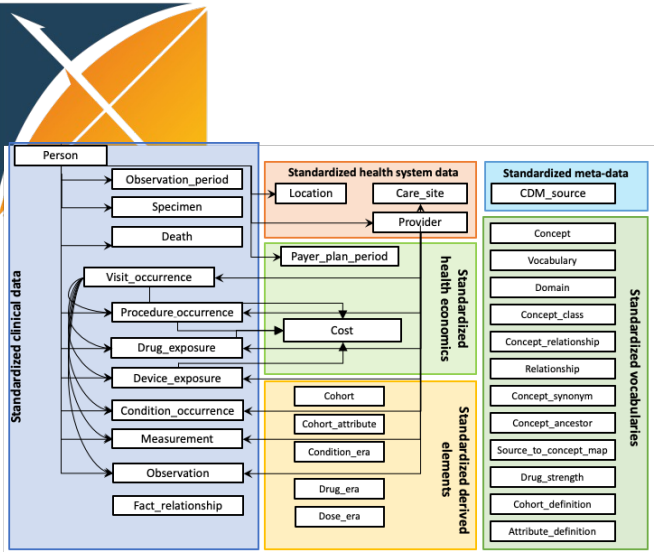 Person
Standardized clinical data
Observation_period
Specimen
Death
Visit_occurrence
Procedure_occurrence
Drug_exposure
Device_exposure
Condition_occurrence
Measurement
Observation
Fact_relationship
Standardized health system data
Location
Care_site
Provider
Payer_plan_period
Cost
Standardized
health economics
Cohort
Cohort_attribute
Condition_era
Drug_era
Dose_era
Standardized derived
elements
Standardized meta-data
CDM_source
Concept
Vocabulary
Domain
Concept_class
Concept_relationship
Relationship
Concept_synonym
Concept_ancestor
Source_to_concept_map
Drug_strength
Cohort_definition
Attribute_definition
Standardized vocabularies